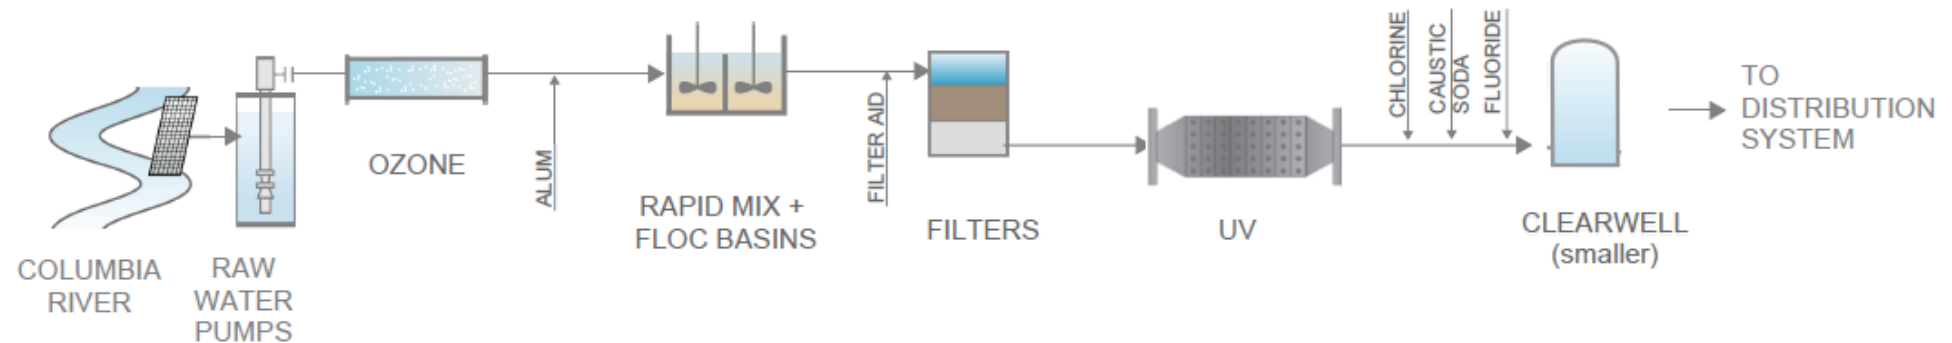 COLUMBIA
RIVER
RAW
WATER
PUMPS
OZONE
ALUM
RAPID MIX +
FLOC BASINS
FILTER AID
FILTERS
UV
CHLORINE
CAUSTIC
SODA
FLUORIDE
CLEARWELL
(smaller)
TO
DISTRIBUTION
SYSTEM